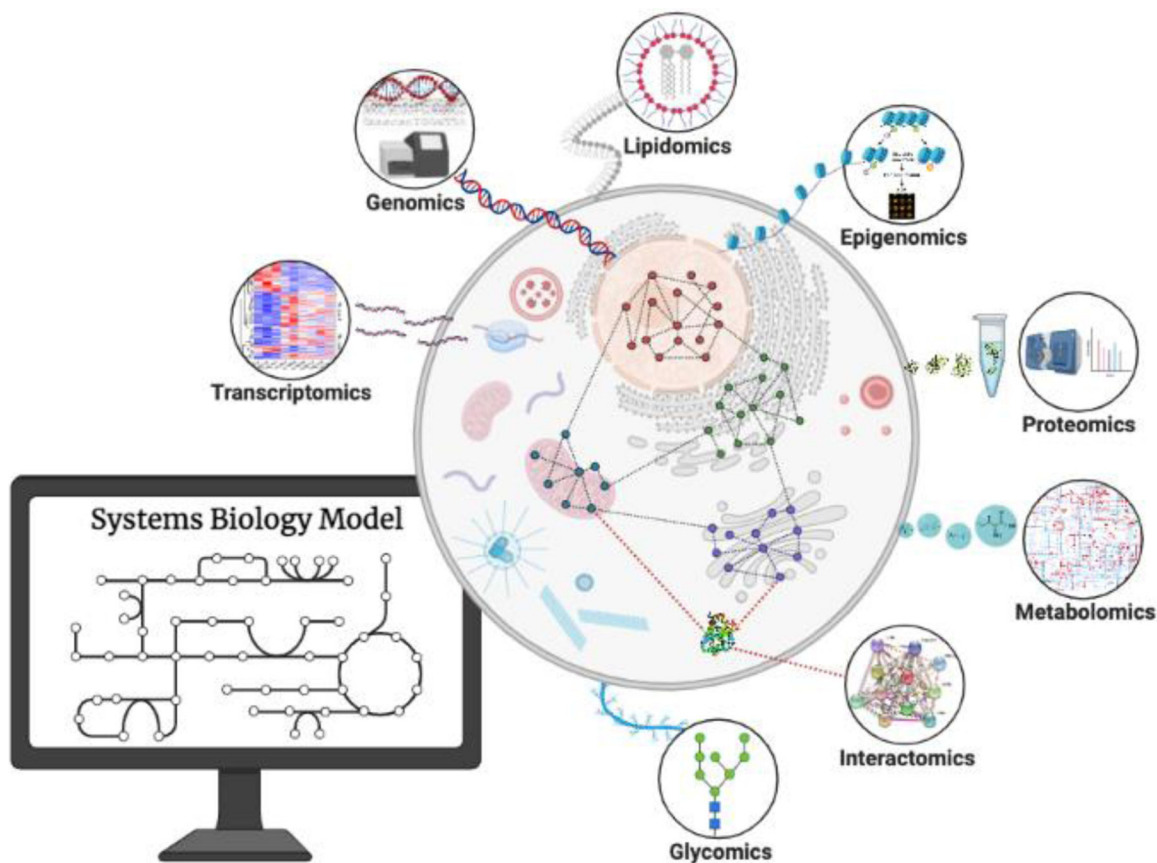 Lipidomics
Genomics
Epigenomics
Transcriptomics
Proteomics
Systems Biology Model
Metabolomics
Interactomics
Glycomics